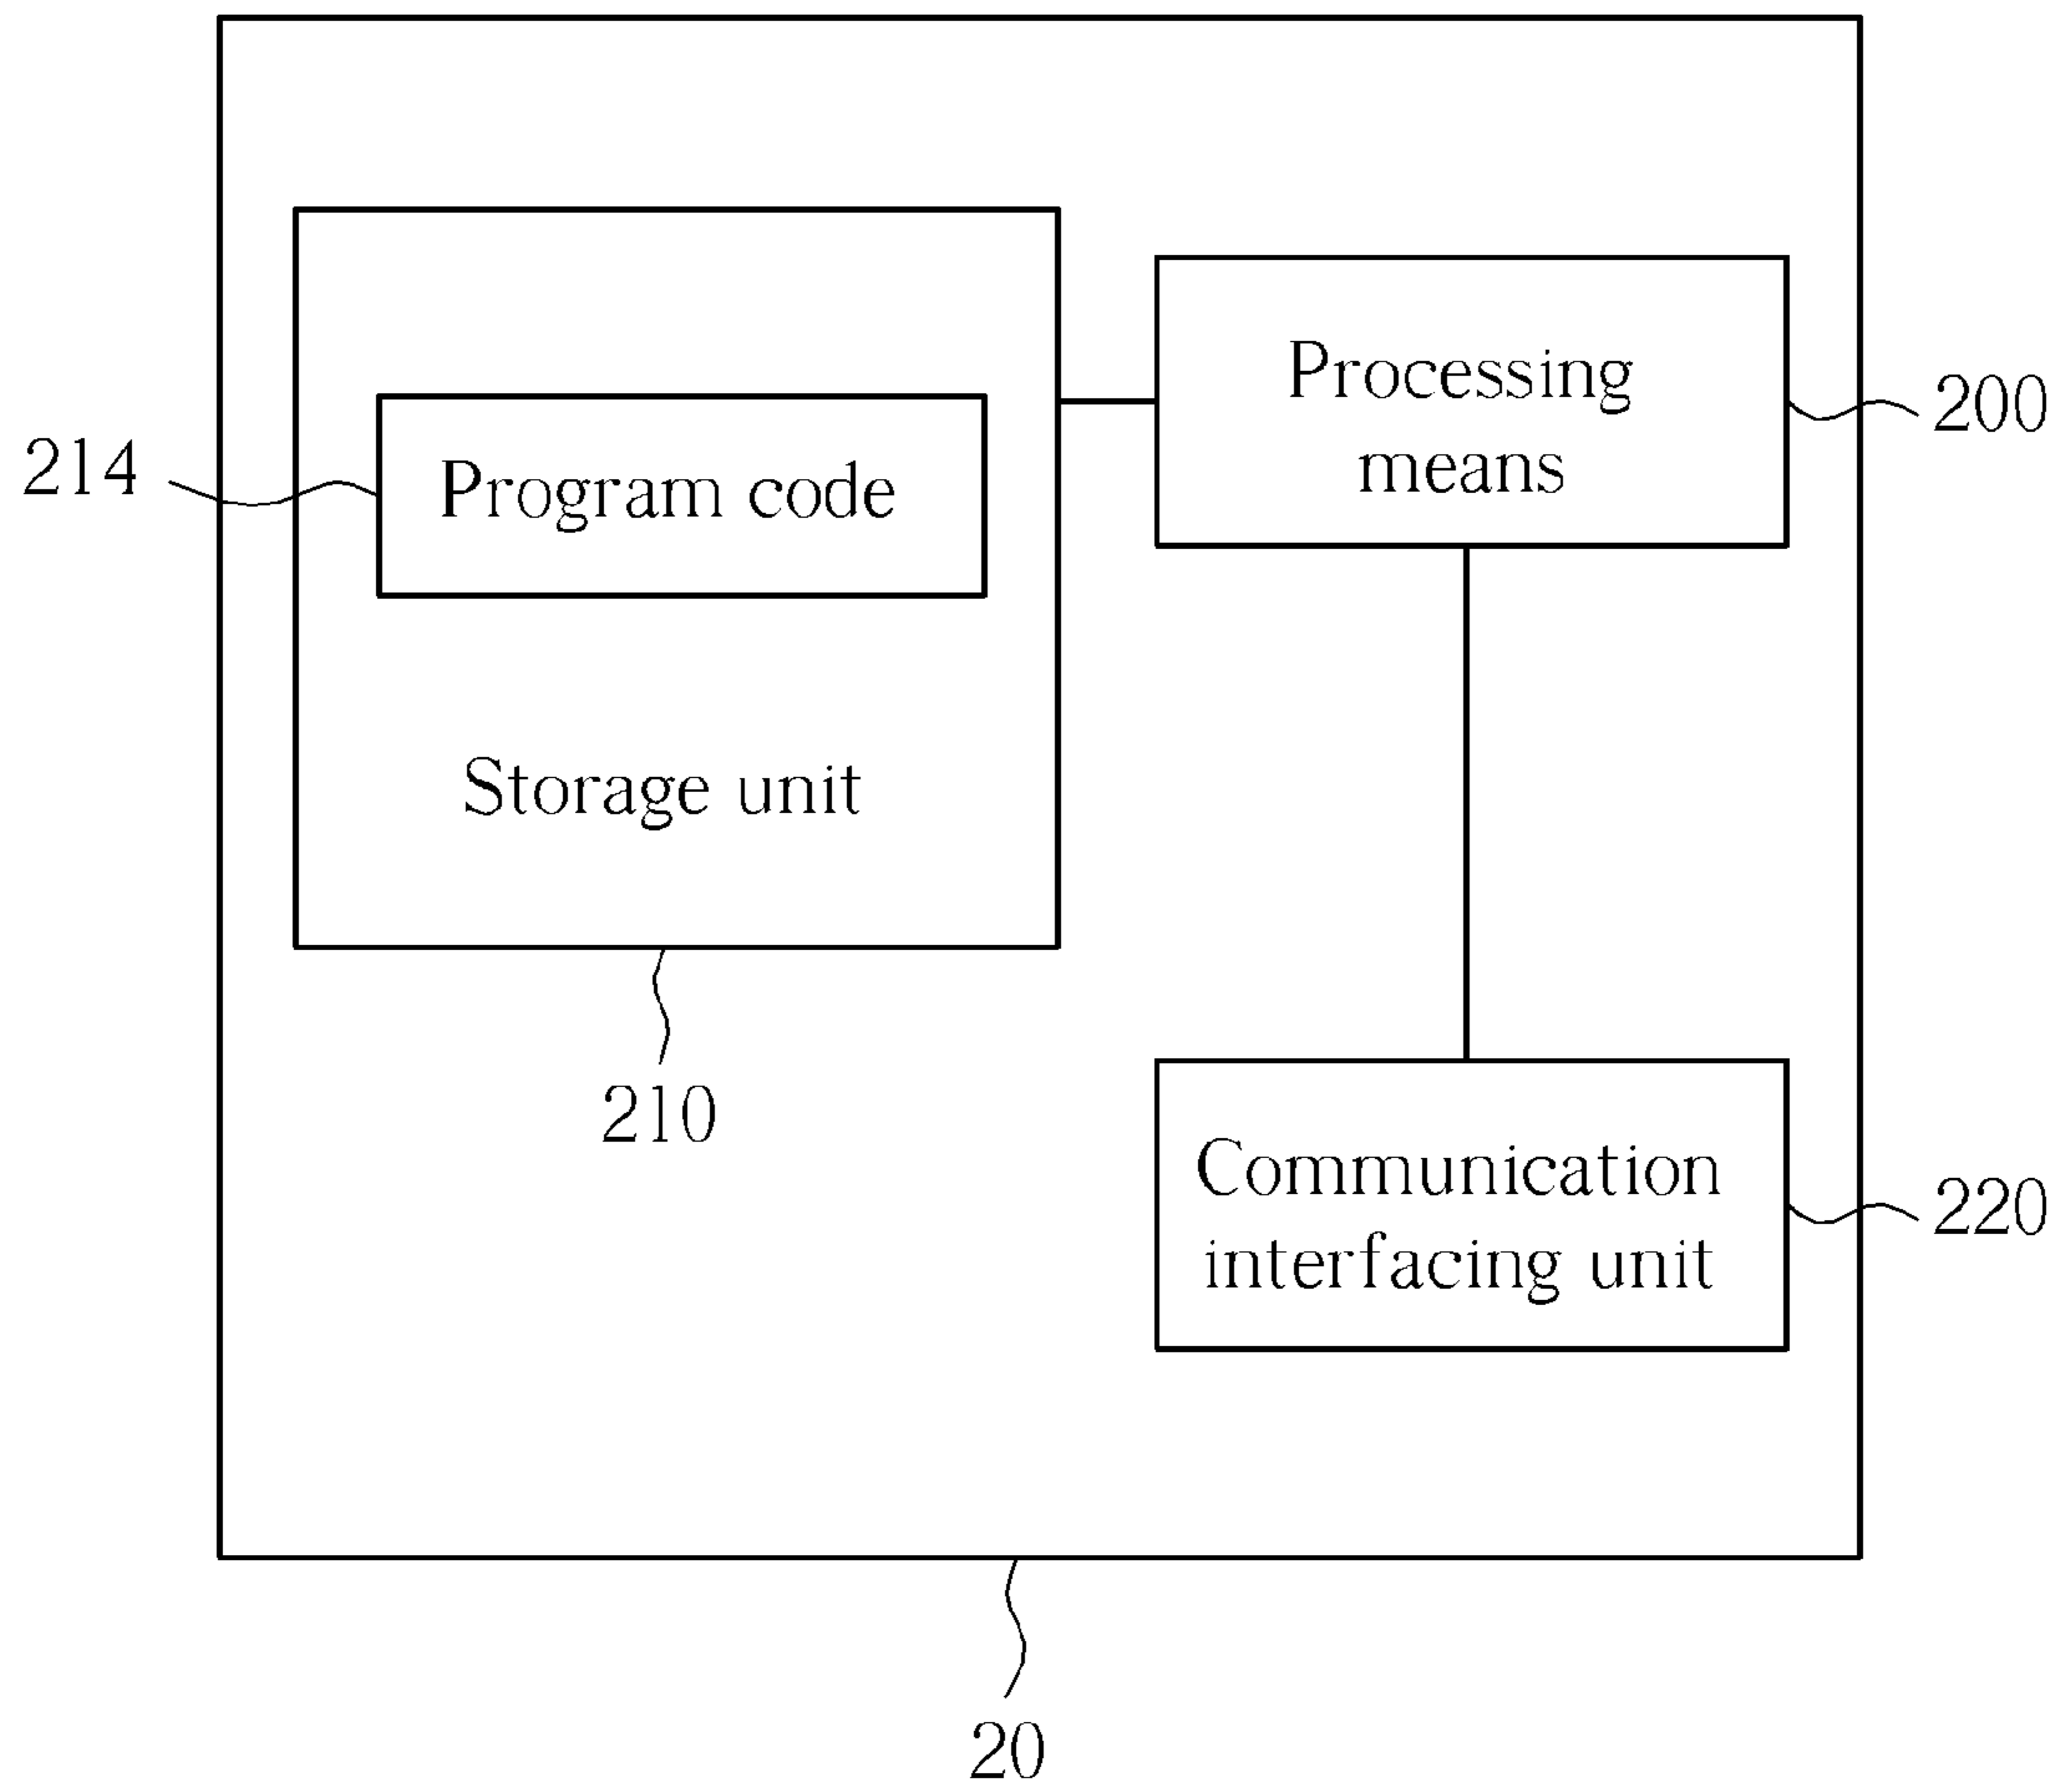 Processing
means
200
214
Program code
Storage unit
210
Communication
interfacing unit
220
20